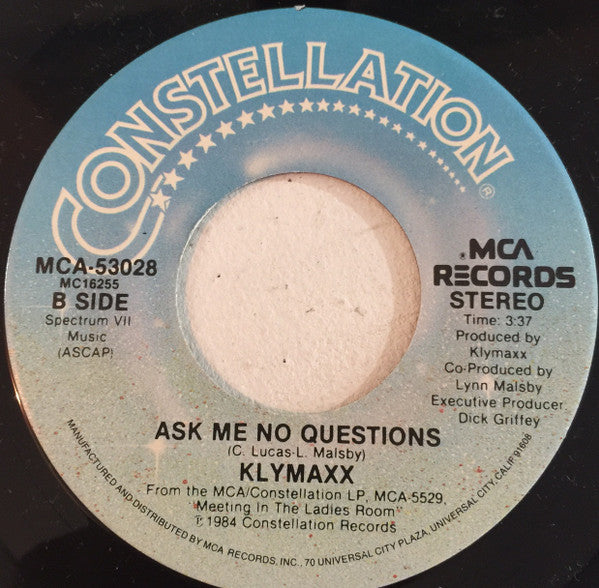 CONSTELLATION®
MCA-53028
MC16255
B SIDE
Spectrum VII
Music
(ASCAP)
MCA
RECORDS
STEREO
Time: 3:37
Produced by
Klymaxx
Co-Produced by
Lynn Malsby
Executive Producer
Dick Griffey
ASK ME NO QUESTIONS
(C. Lucas-L. Malsby)
KLYMAXX
From the MCA/Constellation LP, MCA-5529,
"Meeting In The Ladies Room"
℗1984 Constellation Records
MANUFACTURED AND DISTRIBUTED BY MCA RECORDS, INC., 70 UNIVERSAL CITY PLAZA, UNIVERSAL CITY, CALIF. 91608